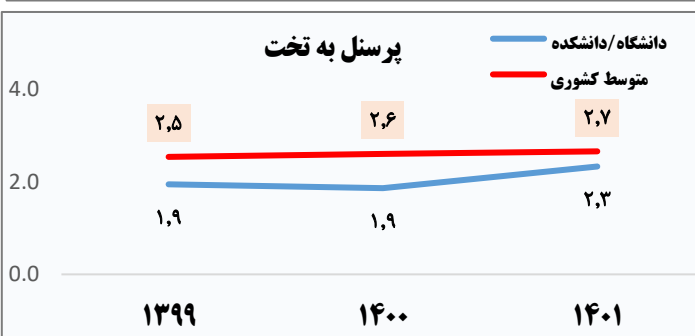 پرسنل به تخت
دانشگاه/دانشکده
متوسط کشوری
4.0
2.0
0.0
۲,۵ ۲,۶ ۲,۷
۱,۹ ۱,۹ ۲,۳
۱۳۹۹ ۱۴۰۰ ۱۴۰۱